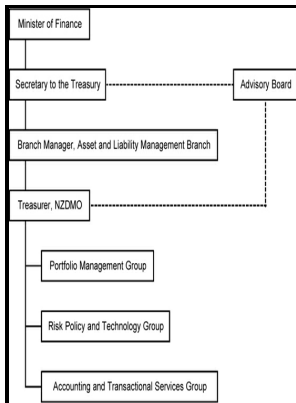 Minister of Finance
Secretary to the Treasury
Advisory Board
Branch Manager, Asset and Liability Management Branch
Treasurer, NZDMO
Portfolio Management Group
Risk Policy and Technology Group
Accounting and Transactional Services Group